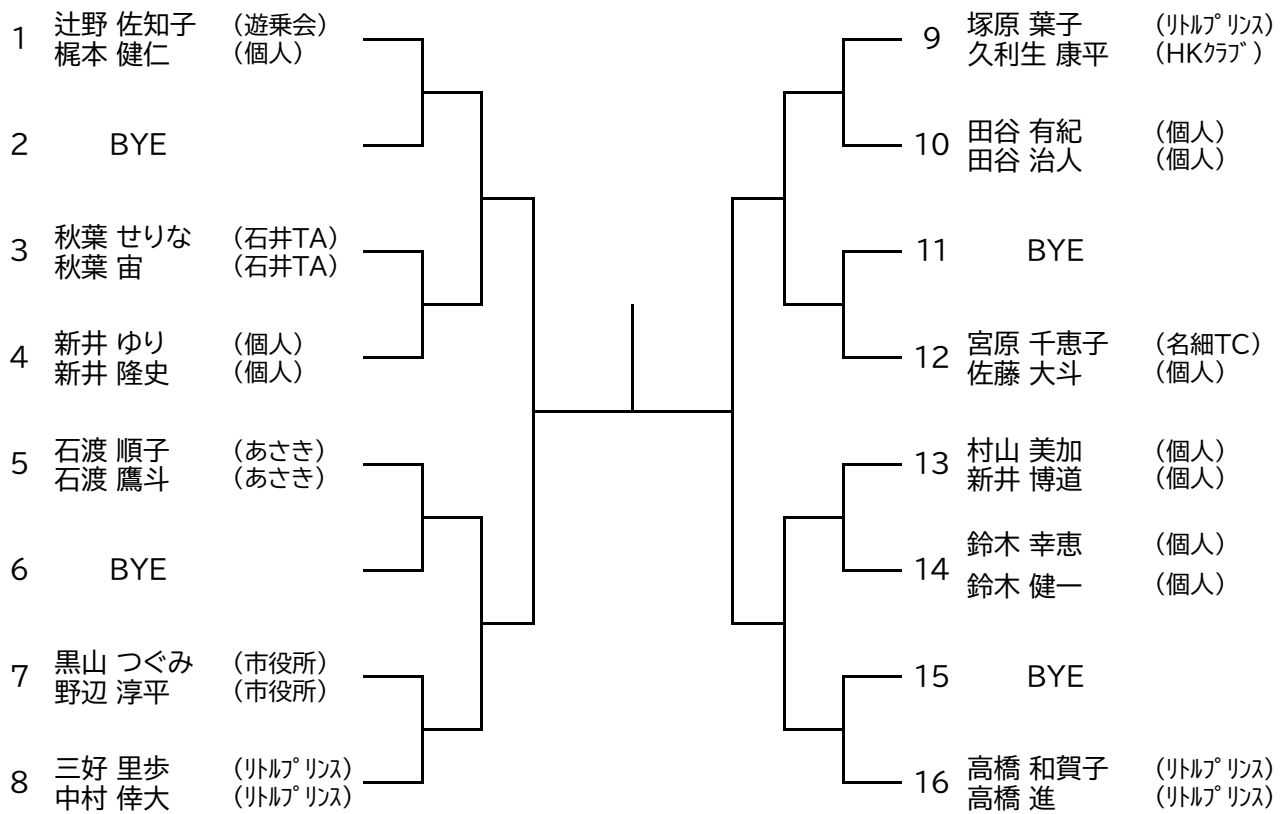 1 辻野 佐知子 （遊乗会）
梶本 健仁 （個人）
2 BYE
3 秋葉 せりな （石井TA）
秋葉 宙 （石井TA）
4 新井 ゆり （個人）
新井 隆史 （個人）
5 石渡 順子 （あさき）
石渡 鷹斗 （あさき）
6 BYE
7 黒山 つぐみ （市役所）
野辺 淳平 （市役所）
8 三好 里歩 （ﾘﾄﾙﾌﾟﾘﾝｽ）
中村 倖大 （ﾘﾄﾙﾌﾟﾘﾝｽ）
9 塚原 葉子 （ﾘﾄﾙﾌﾟﾘﾝｽ）
久利生 康平 （HKｸﾗﾌﾞ）
10 田谷 有紀 （個人）
田谷 治人 （個人）
11 BYE
12 宮原 千恵子 （名細TC）
佐藤 大斗 （個人）
13 村山 美加 （個人）
新井 博道 （個人）
14 鈴木 幸恵 （個人）
鈴木 健一 （個人）
15 BYE
16 高橋 和賀子 （ﾘﾄﾙﾌﾟﾘﾝｽ）
高橋 進 （ﾘﾄﾙﾌﾟﾘﾝｽ）